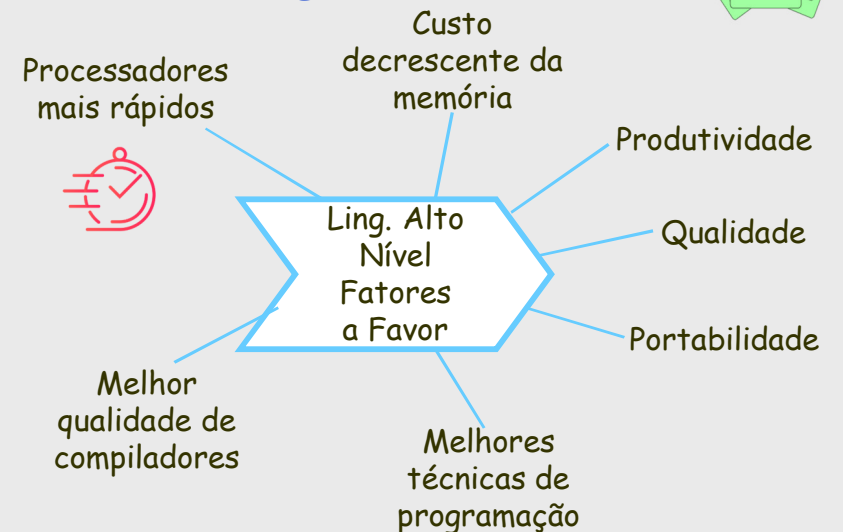 Custo
decrescente da
memória
Processadores
mais rápidos
Produtividade
Qualidade
Portabilidade
Ling. Alto
Nível
Fatores
a Favor
Melhor
qualidade de
compiladores
Melhores
técnicas de
programação